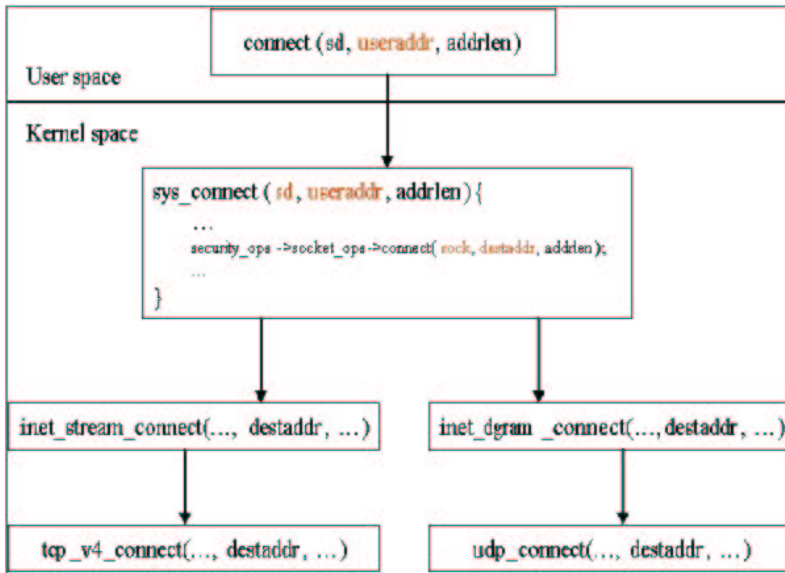 connect (sd, useraddr, addrlen)
User space
Kernel space
sys_connect ( sd, useraddr, addrlen) {
...
security_ops ->socket_ops->connect( sock, destaddr, addrlen);
...
}
inet_stream_connect(..., destaddr, ...)
inet_dgram _connect(..., destaddr, ...)
tcp_v4_connect(..., destaddr, ...)
udp_connect(..., destaddr, ...)